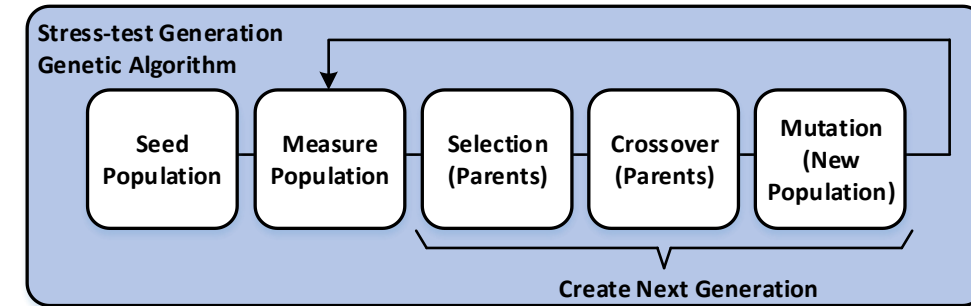 Stress-test Generation
Genetic Algorithm
Seed
Population
Measure
Population
Selection
(Parents)
Crossover
(Parents)
Mutation
(New
Population)
Create Next Generation